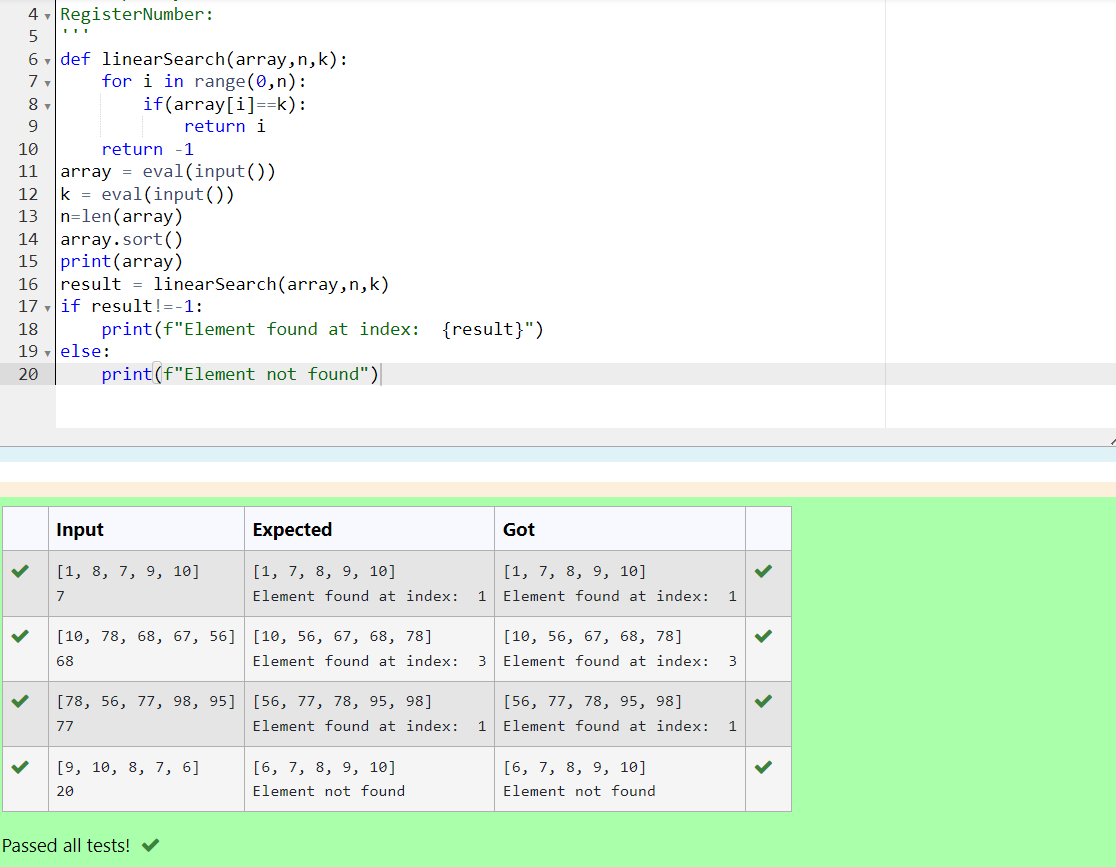 4 RegisterNumber:
5 '''
6 def linearSearch(array,n,k):
7     for i in range(0,n):
8         if(array[i]==k):
9             return i
10     return -1
11 array = eval(input())
12 k = eval(input())
13 n=len(array)
14 array.sort()
15 print(array)
16 result = linearSearch(array,n,k)
17 if result!=-1:
18     print(f"Element found at index:  {result}")
19 else:
20     print(f"Element not found")
Input Expected Got
[1, 8, 7, 9, 10] [1, 7, 8, 9, 10] [1, 7, 8, 9, 10]
7 Element found at index:  1 Element found at index:  1
[10, 78, 68, 67, 56] [10, 56, 67, 68, 78] [10, 56, 67, 68, 78]
68 Element found at index:  3 Element found at index:  3
[78, 56, 77, 98, 95] [56, 77, 78, 95, 98] [56, 77, 78, 95, 98]
77 Element found at index:  1 Element found at index:  1
[9, 10, 8, 7, 6] [6, 7, 8, 9, 10] [6, 7, 8, 9, 10]
20 Element not found Element not found
Passed all tests!